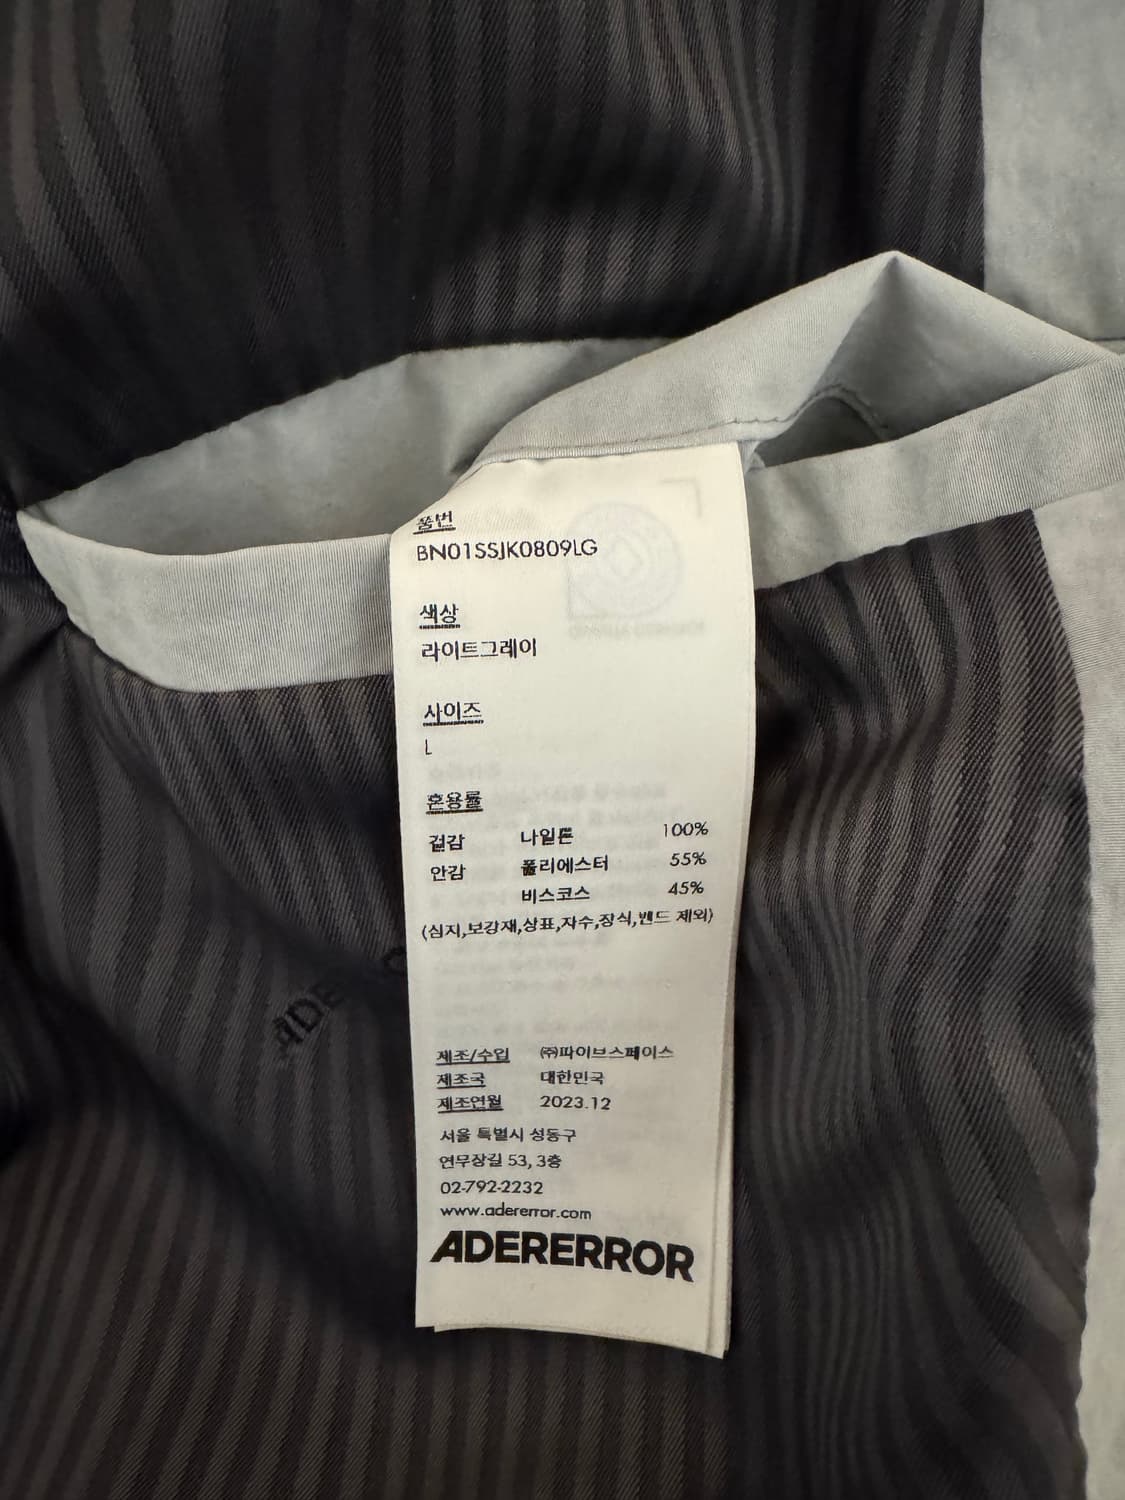 품번
BN01SSJK0809LG
색상
라이트그레이
사이즈
L
혼용률
겉감 나일론 100%
안감 폴리에스터 55%
비스코스 45%
(심지,보강재,상표,자수,장식,밴드 제외)
제조/수입 ㈜파이브스페이스
제조국 대한민국
제조연월 2023.12
서울 특별시 성동구
연무장길 53, 3층
02-792-2232
www.adererror.com
ADERERROR